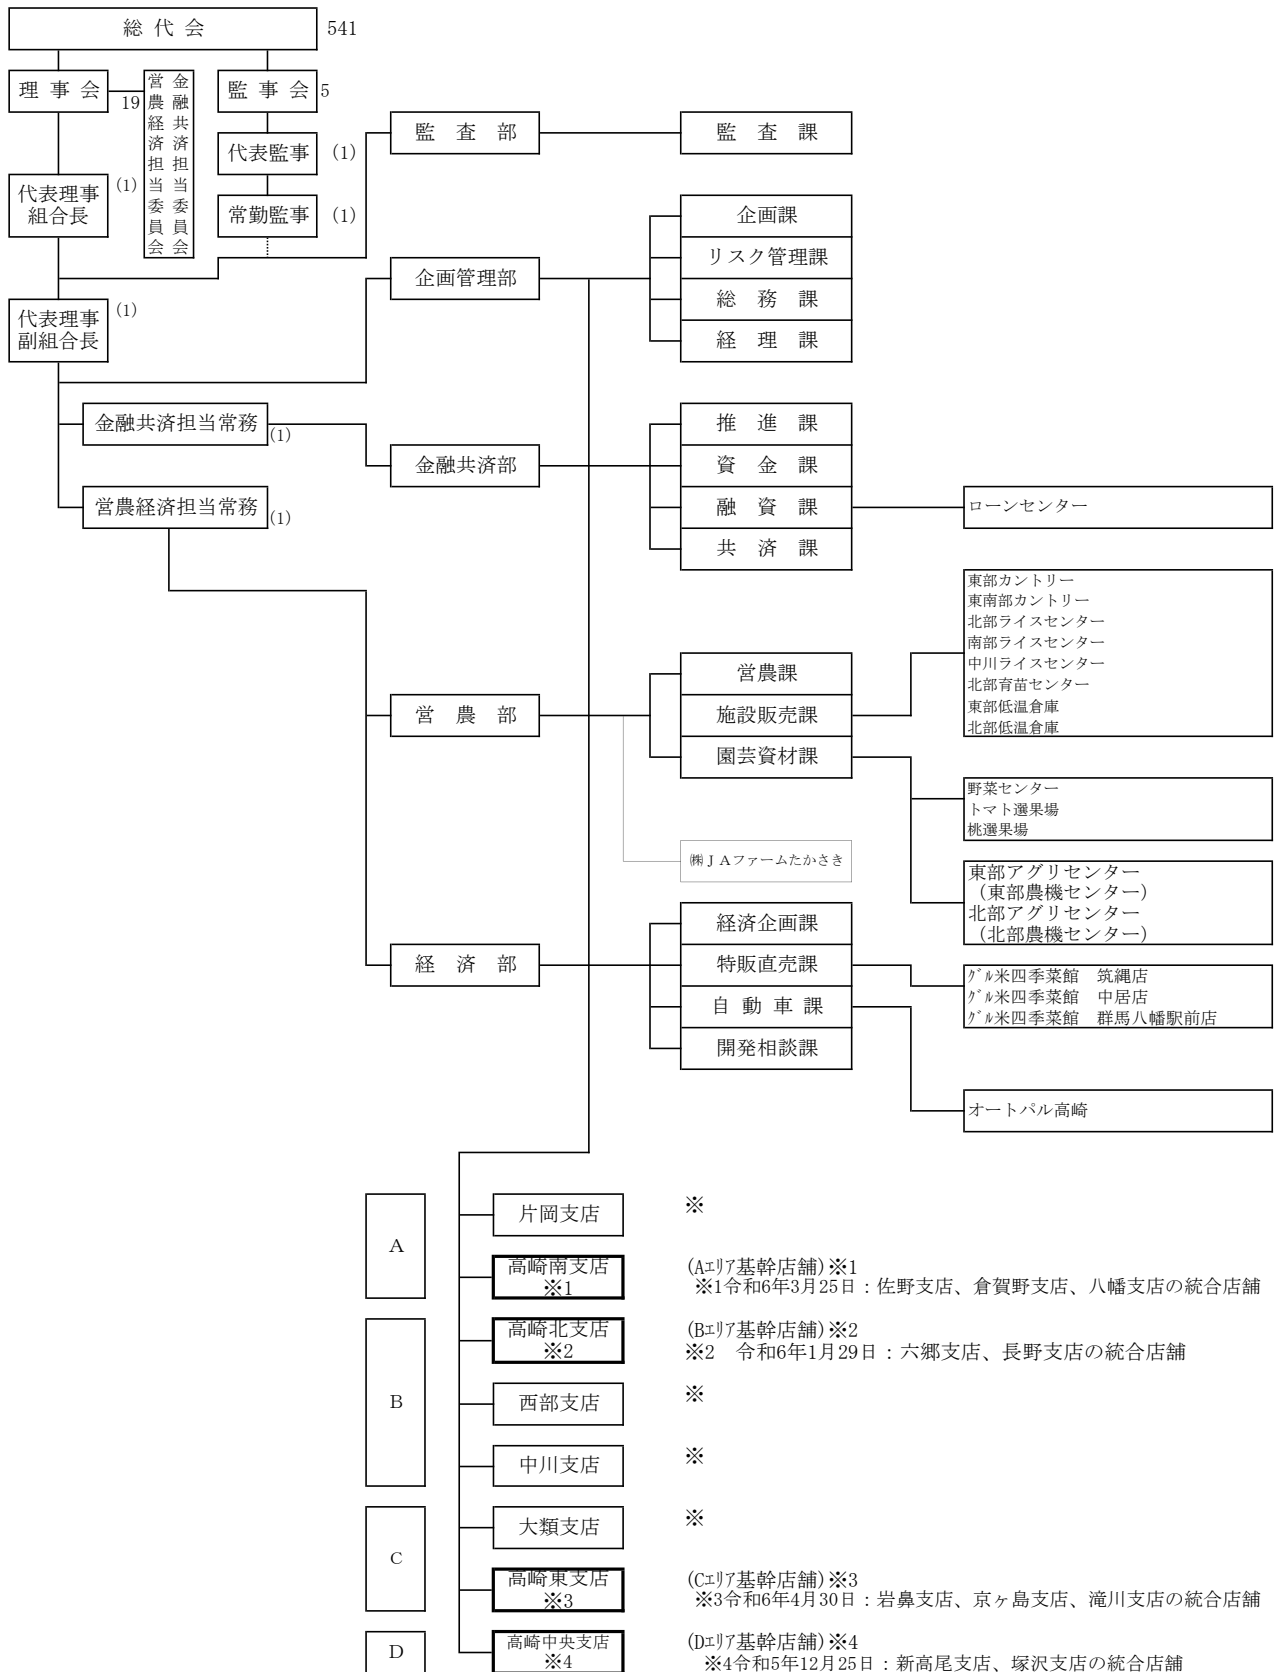 総 代 会
541
理 事 会
19
営農経済担当委員会
金融共済担当委員会
監 事 会
5
代表監事
(1)
常勤監事
(1)
代表理事
組合長
(1)
代表理事
副組合長
(1)
金融共済担当常務
(1)
営農経済担当常務
(1)
監 査 部
監 査 課
企画管理部
企画課
リスク管理課
総 務 課
経 理 課
金融共済部
推 進 課
資 金 課
融 資 課
共 済 課
ローンセンター
営 農 部
営農課
施設販売課
園芸資材課
東部カントリー
東南部カントリー
北部ライスセンター
南部ライスセンター
中川ライスセンター
北部育苗センター
東部低温倉庫
北部低温倉庫
野菜センター
トマト選果場
桃選果場
東部アグリセンター
(東部農機センター)
北部アグリセンター
(北部農機センター)
㈱ＪＡファームたかさき
経 済 部
経済企画課
特販直売課
自 動 車 課
開発相談課
ｸﾞﾙ米四季菜館 筑縄店
ｸﾞﾙ米四季菜館 中居店
ｸﾞﾙ米四季菜館 群馬八幡駅前店
オートパル高崎
A
片岡支店
※
高崎南支店
※1
(Aｴﾘｱ基幹店舗)※1
※1令和6年3月25日：佐野支店、倉賀野支店、八幡支店の統合店舗
B
高崎北支店
※2
(Bｴﾘｱ基幹店舗)※2
※2 令和6年1月29日：六郷支店、長野支店の統合店舗
西部支店
※
中川支店
※
C
大類支店
※
高崎東支店
※3
(Cｴﾘｱ基幹店舗)※3
※3令和6年4月30日：岩鼻支店、京ヶ島支店、滝川支店の統合店舗
D
高崎中央支店
※4
(Dｴﾘｱ基幹店舗)※4
※4令和5年12月25日：新高尾支店、塚沢支店の統合店舗